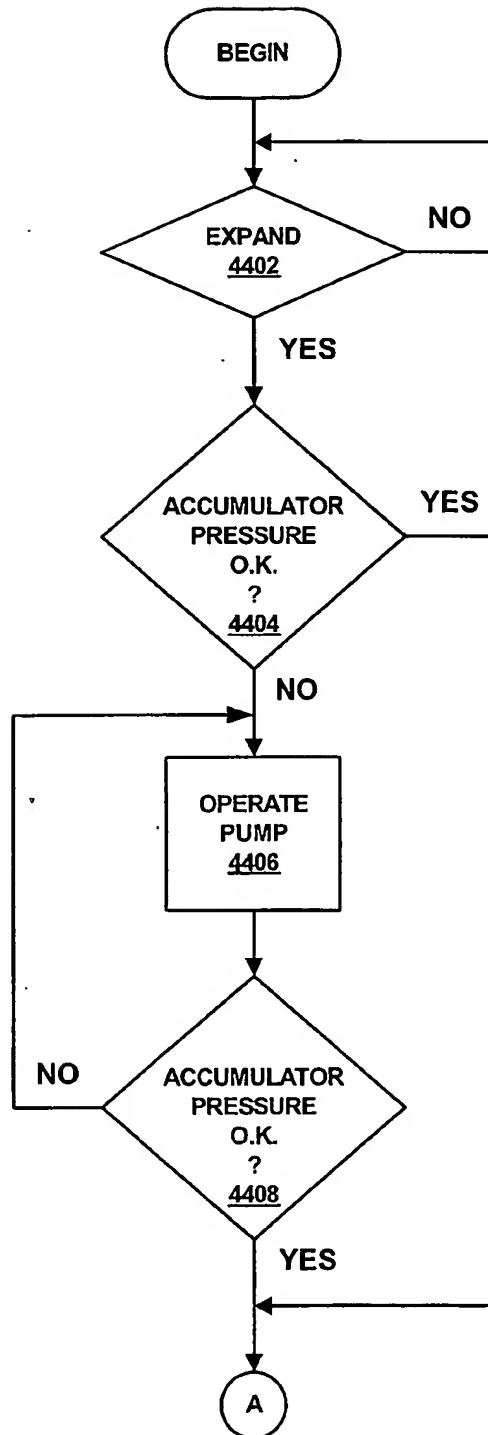 BEGIN
EXPAND
4402
NO
YES
ACCUMULATOR
PRESSURE
O.K.
?
4404
YES
NO
OPERATE
PUMP
4406
ACCUMULATOR
PRESSURE
O.K.
?
4408
NO
YES
A